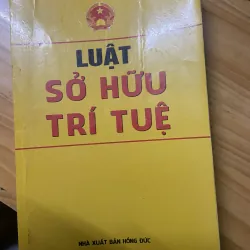 LUẬT
SỞ HỮU
TRÍ TUỆ
NHÀ XUẤT BẢN HỒNG ĐỨC